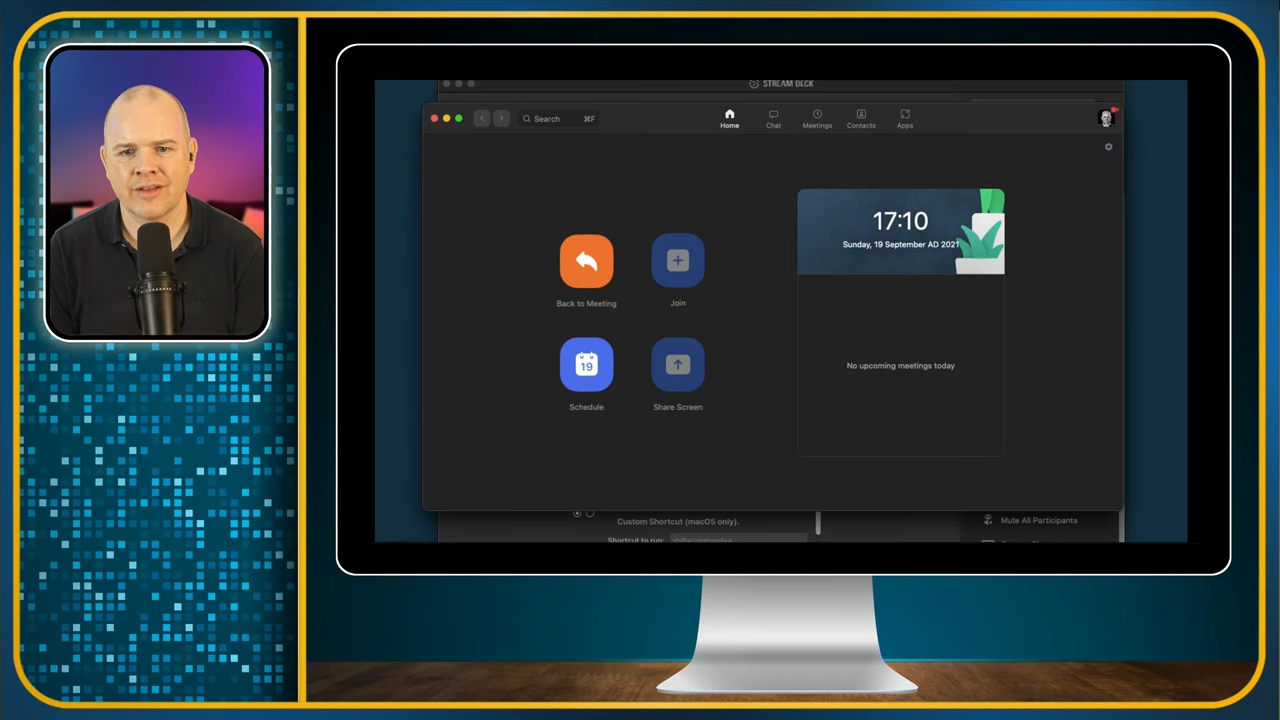 STREAM DECK
Search ⌘F
Home
Chat
Meetings
Contacts
Apps
17:10
Sunday, 19 September AD 2021
Back to Meeting
Join
19
Schedule
Share Screen
No upcoming meetings today
Custom Shortcut (macOS only).
Mute All Participants
Shortcut to run: